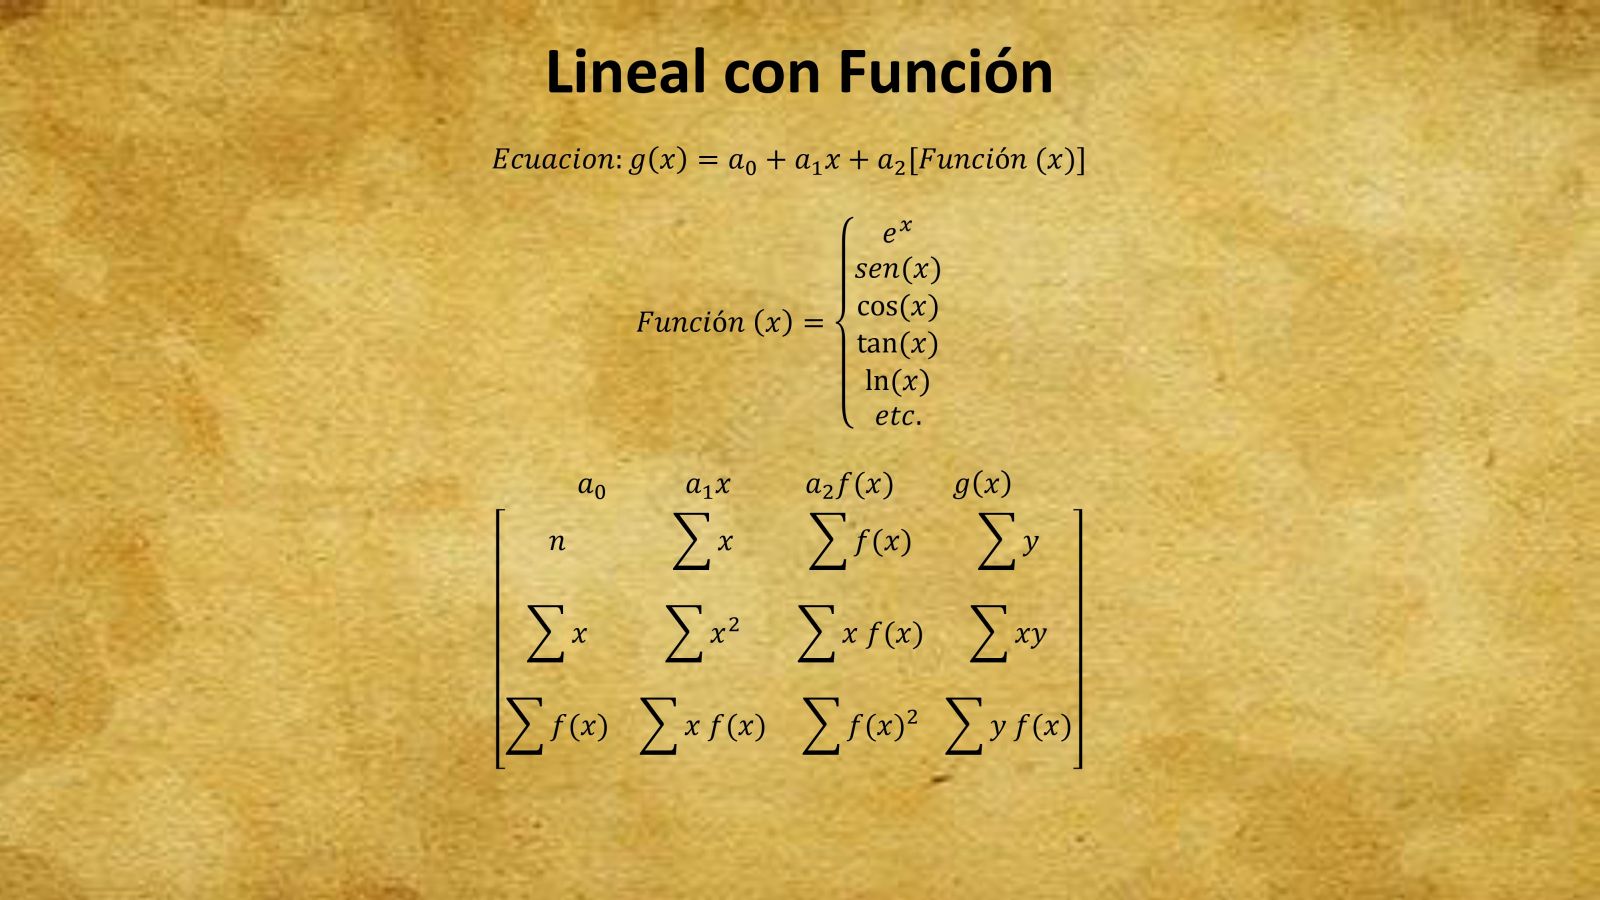 Lineal con Función
Ecuacion: g(x) = a₀ + a₁x + a₂[Función (x)]
eˣ
sen(x)
cos(x)
Función (x) =
tan(x)
ln(x)
etc.
a₀ a₁x a₂f(x) g(x)
n ∑x ∑f(x) ∑y
∑x ∑x² ∑x f(x) ∑xy
∑f(x) ∑x f(x) ∑f(x)² ∑y f(x)